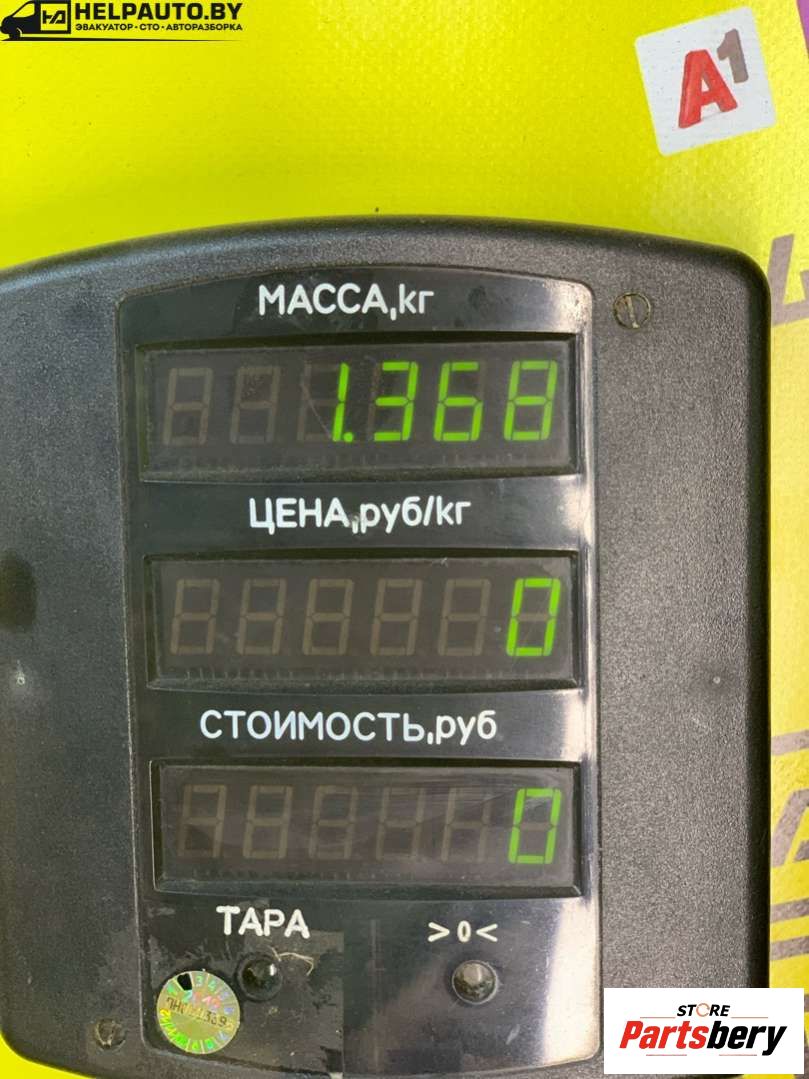 HELPAUTO.BY
ЭВАКУАТОР•СТО•АВТОРАЗБОРКА
A1
МАССА,кг
1.368
ЦЕНА,руб/кг
0
СТОИМОСТЬ,руб
0
ТАРА
>0<
STORE
Partsbery